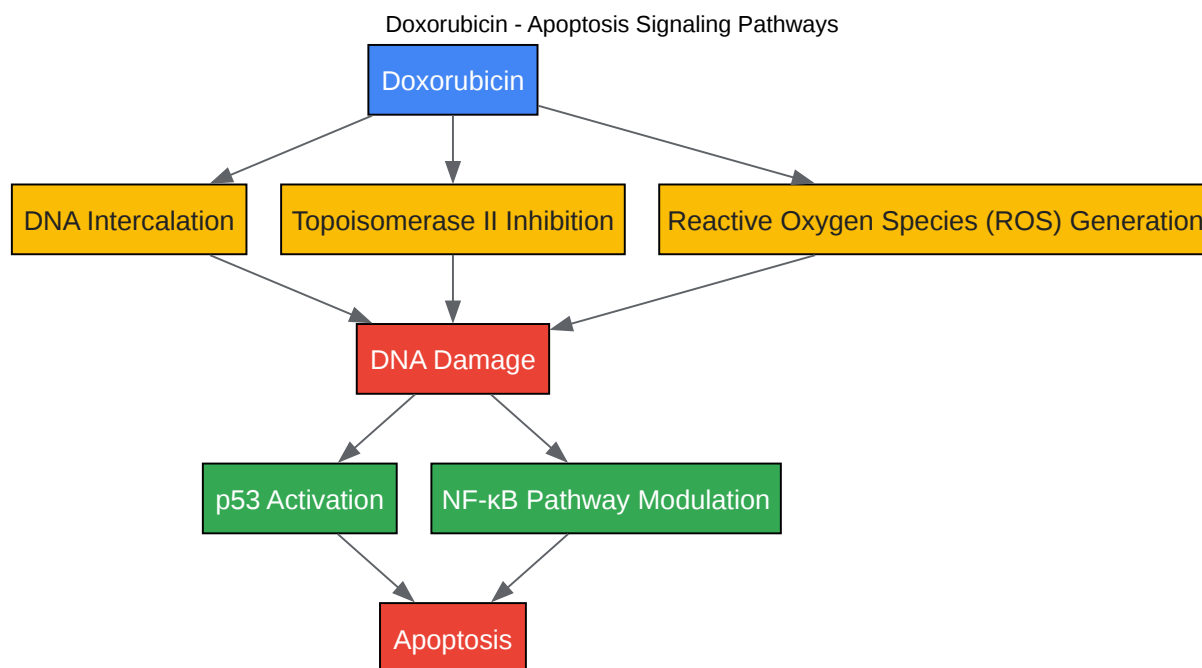 Doxorubicin - Apoptosis Signaling Pathways
Doxorubicin
DNA Intercalation
Topoisomerase II Inhibition
Reactive Oxygen Species (ROS) Generation
DNA Damage
p53 Activation
NF-κB Pathway Modulation
Apoptosis